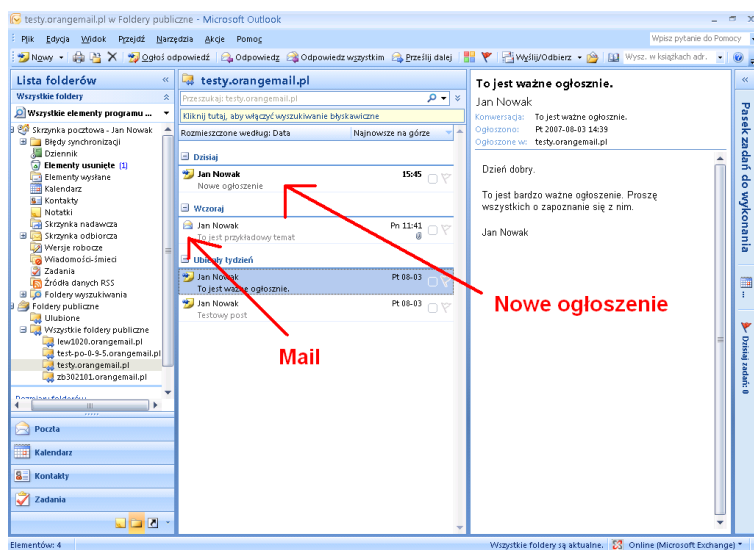 testy.orangemail.pl w Foldery publiczne - Microsoft Outlook
Plik Edycja Widok Przejdź Narzędzia Akcje Pomoc
Wpisz pytanie do Pomocy
Nowy Zgłoś odpowiedź Odpowiedz Odpowiedz wszystkim Prześlij dalej Wyślij/Odbierz Wysz. w książkach adr.
Lista folderów
Wszystkie foldery
Wszystkie elementy programu ...
Skrzynka pocztowa - Jan Nowak
Błędy synchronizacji
Dziennik
Elementy usunięte (1)
Elementy wysłane
Kalendarz
Kontakty
Notatki
Skrzynka nadawcza
Skrzynka odbiorcza
Wersje robocze
Wiadomości-śmieci
Zadania
Źródła danych RSS
Foldery wyszukiwania
Foldery publiczne
Ulubione
Wszystkie foldery publiczne
lew1020.orangemail.pl
test-po-0-9-5.orangemail.pl
testy.orangemail.pl
zb302101.orangemail.pl
Rozmiary folderów
Poczta
Kalendarz
Kontakty
Zadania
testy.orangemail.pl
Przeszukaj: testy.orangemail.pl
Kliknij tutaj, aby włączyć wyszukiwanie błyskawiczne
Rozmieszczone według: Data Najnowsze na górze
Dzisiaj
Jan Nowak 15:45
Nowe ogłoszenie
Wczoraj
Jan Nowak Pn 11:41
To jest przykładowy temat
Ubiegły tydzień
Jan Nowak Pt 08-03
To jest ważne ogłosznie.
Jan Nowak Pt 08-03
Testowy post
Mail
Nowe ogłoszenie
To jest ważne ogłosznie.
Jan Nowak
Konwersacja: To jest ważne ogłosznie.
Ogłoszono: Pt 2007-08-03 14:39
Ogłoszone w: testy.orangemail.pl
Dzień dobry.
To jest bardzo ważne ogłoszenie. Proszę
wszystkich o zapoznanie się z nim.
Jan Nowak
Pasek zadań do wykonania
Dzisiaj zadań: 0
Elementów: 4
Wszystkie foldery są aktualne. Online (Microsoft Exchange)